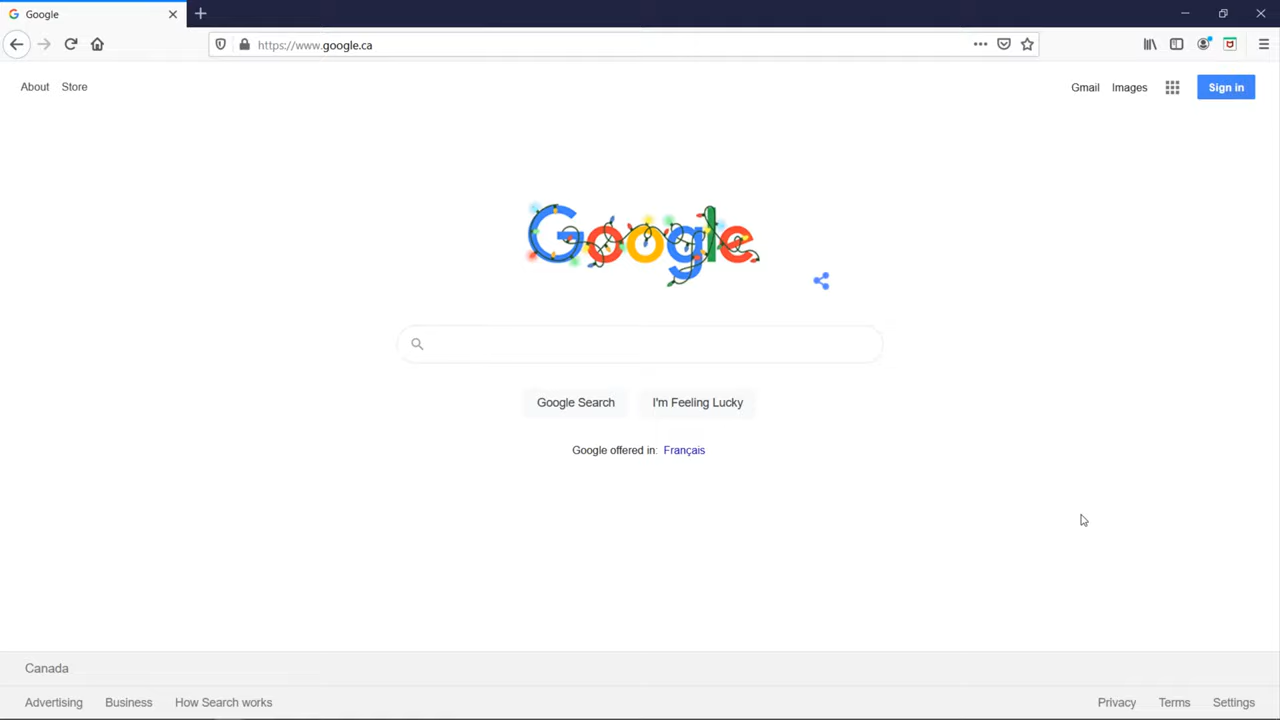 Google
https://www.google.ca
About Store Gmail Images Sign in
Google
Google Search I'm Feeling Lucky
Google offered in: Français
Canada
Advertising Business How Search works Privacy Terms Settings